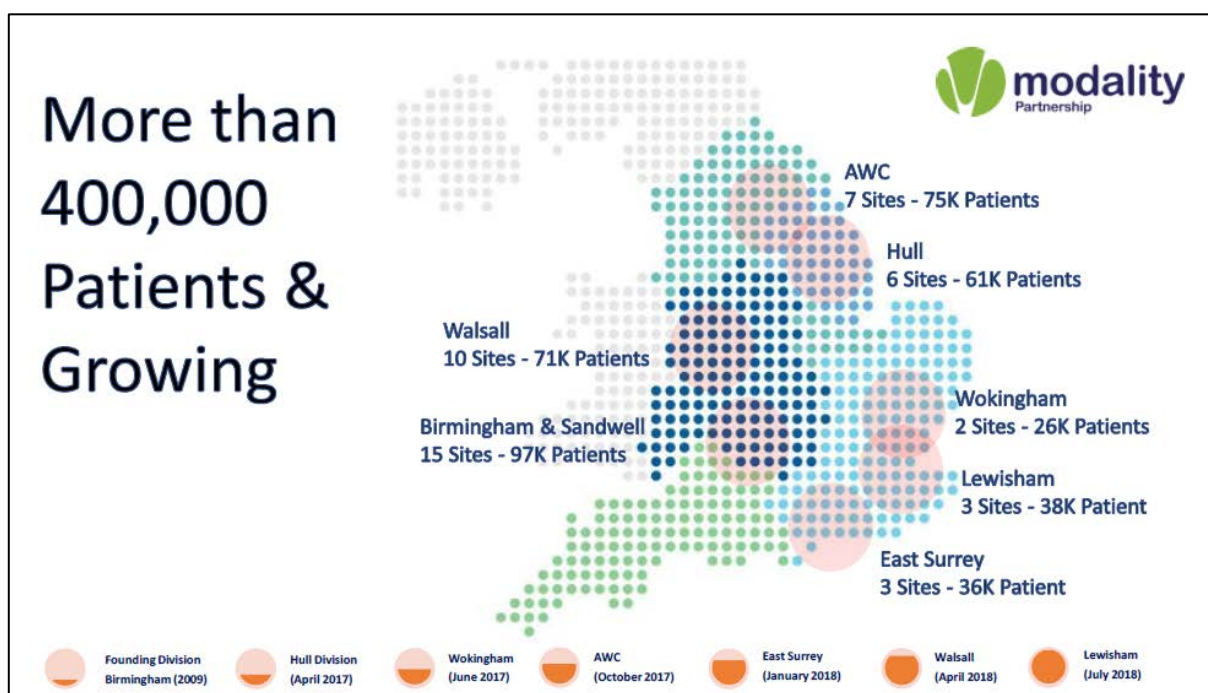 More than
400,000
Patients &
Growing
modality
Partnership
AWC
7 Sites - 75K Patients
Hull
6 Sites - 61K Patients
Walsall
10 Sites - 71K Patients
Wokingham
2 Sites - 26K Patients
Birmingham & Sandwell
15 Sites - 97K Patients
Lewisham
3 Sites - 38K Patient
East Surrey
3 Sites - 36K Patient
Founding Division
Birmingham (2009)
Hull Division
(April 2017)
Wokingham
(June 2017)
AWC
(October 2017)
East Surrey
(January 2018)
Walsall
(April 2018)
Lewisham
(July 2018)